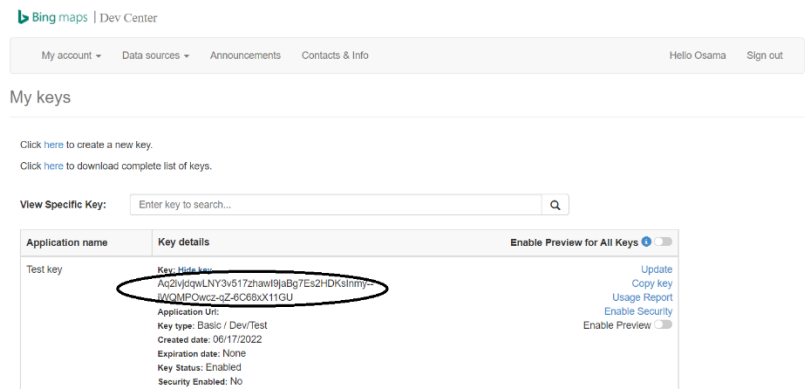 Bing maps | Dev Center
My account Data sources Announcements Contacts & Info Hello Osama Sign out
My keys
Click here to create a new key.
Click here to download complete list of keys.
View Specific Key: Enter key to search...
Application name Key details Enable Preview for All Keys
Test key Key: Hide key Update
Copy key
Usage Report
Application Url: Enable Security
Key type: Basic / Dev/Test Enable Preview
Created date: 06/17/2022
Expiration date: None
Key Status: Enabled
Security Enabled: No